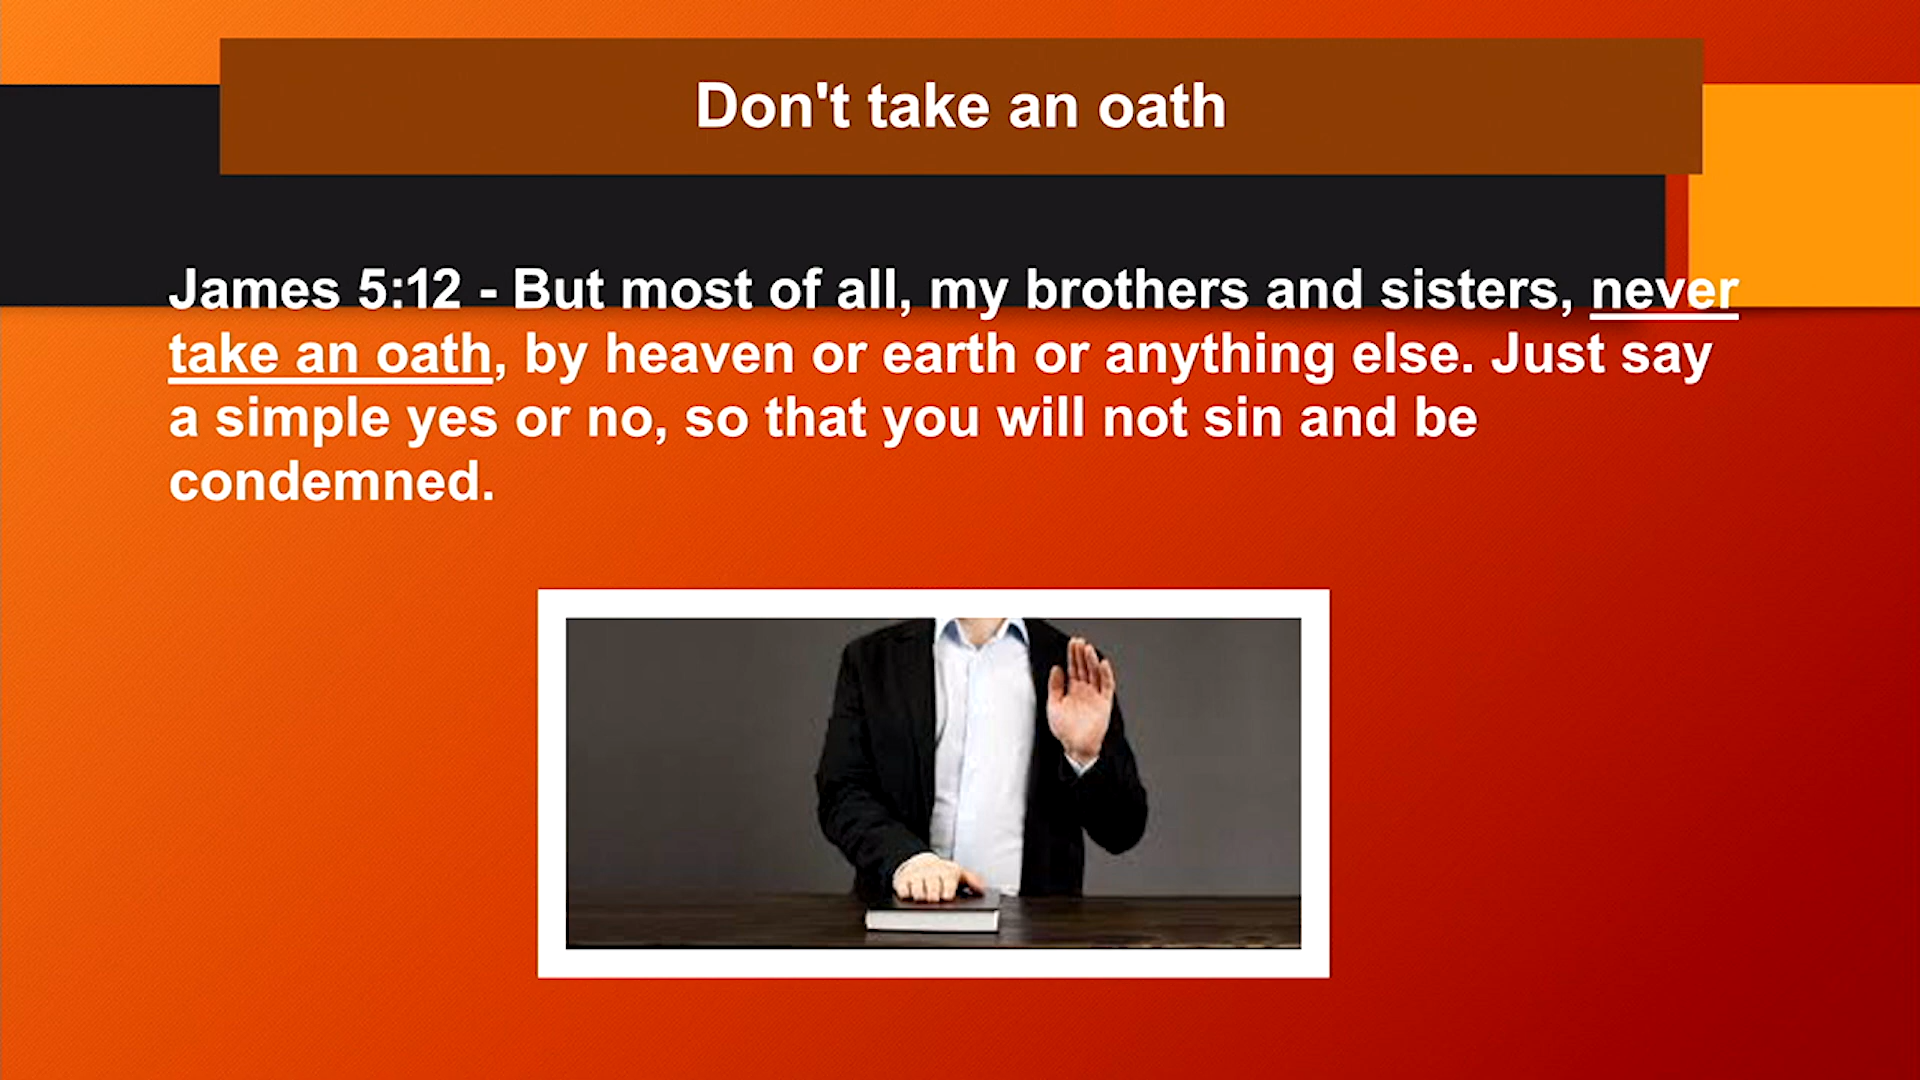 Don't take an oath
James 5:12 - But most of all, my brothers and sisters, never
take an oath, by heaven or earth or anything else. Just say
a simple yes or no, so that you will not sin and be
condemned.